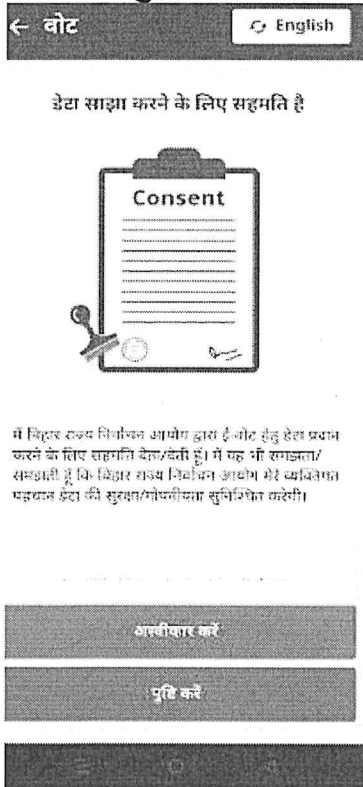 ← वोट
English
डेटा साझा करने के लिए सहमति है
Consent
मैं बिहार राज्य निर्वाचन आयोग द्वारा ई-वोट हेतु डेटा प्रदान
करने के लिए सहमति देता/देती हूँ। मैं यह भी समझता/
समझती हूँ कि बिहार राज्य निर्वाचन आयोग मेरे व्यक्तिगत
पहचान डेटा की सुरक्षा/गोपनीयता सुनिश्चित करेगी।
अस्वीकार करें
पुष्टि करें